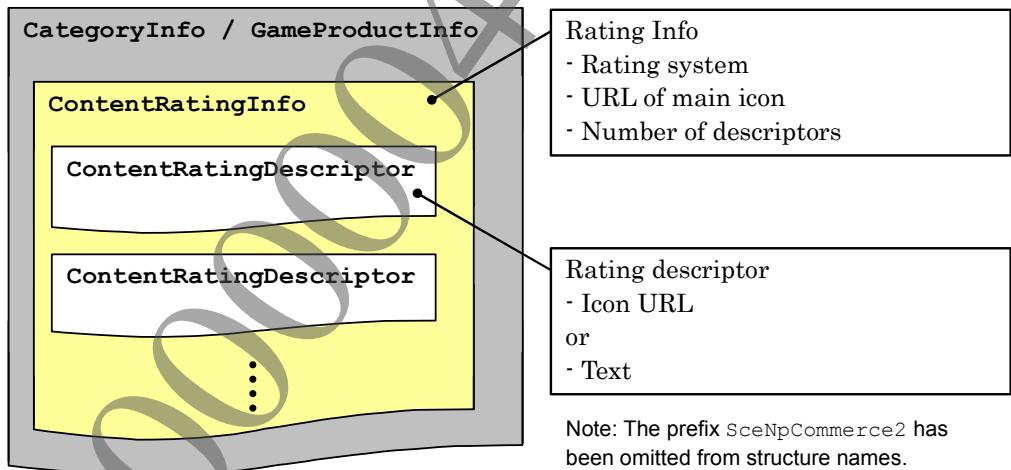 CategoryInfo / GameProductInfo
ContentRatingInfo
ContentRatingDescriptor
ContentRatingDescriptor
Rating Info
- Rating system
- URL of main icon
- Number of descriptors
Rating descriptor
- Icon URL
or
- Text
Note: The prefix SceNpCommerce2 has
been omitted from structure names.